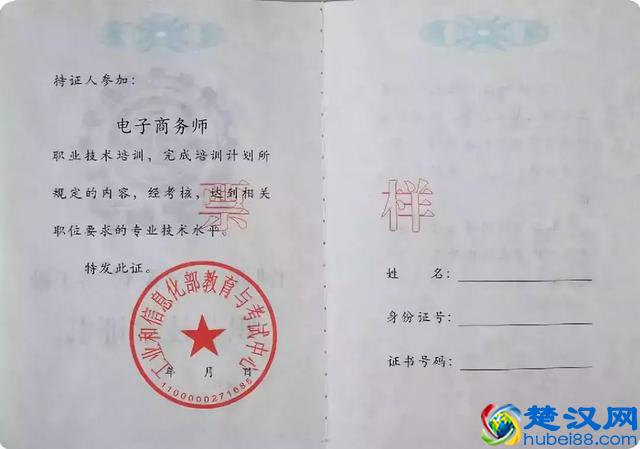 持证人参加:
电子商务师
职业技术培训，完成培训计划所
规定的内容，经考核，达到相关
职位要求的专业技术水平。
特发此证。
工业和信息化部教育与考试中心
年 月 日
1100000271685
票 样
姓 名:
身份证号:
证书号码:
楚汉网
hubei88.com